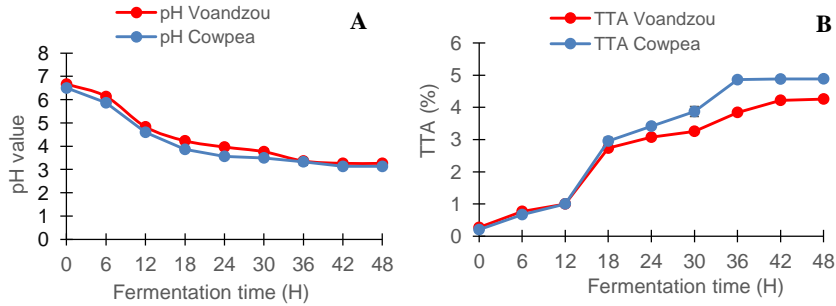 pH Voandzou
pH Cowpea
A
8
7
6
5
4
3
2
1
0
pH value
0 6 12 18 24 30 36 42 48
Fermentation time (H)
TTA Voandzou
TTA Cowpea
B
6
5
4
3
2
1
0
TTA (%)
0 6 12 18 24 30 36 42 48
Fermentation time (H)